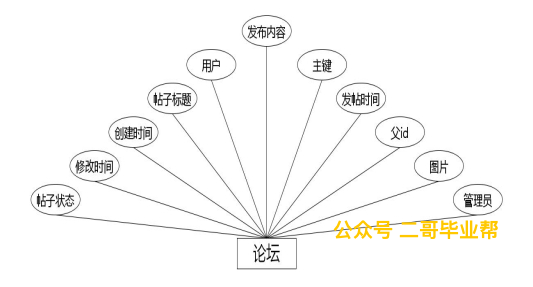 发布内容
用户
主键
帖子标题
发帖时间
创建时间
父id
修改时间
图片
帖子状态
管理员
公众号 二哥毕业帮
论坛